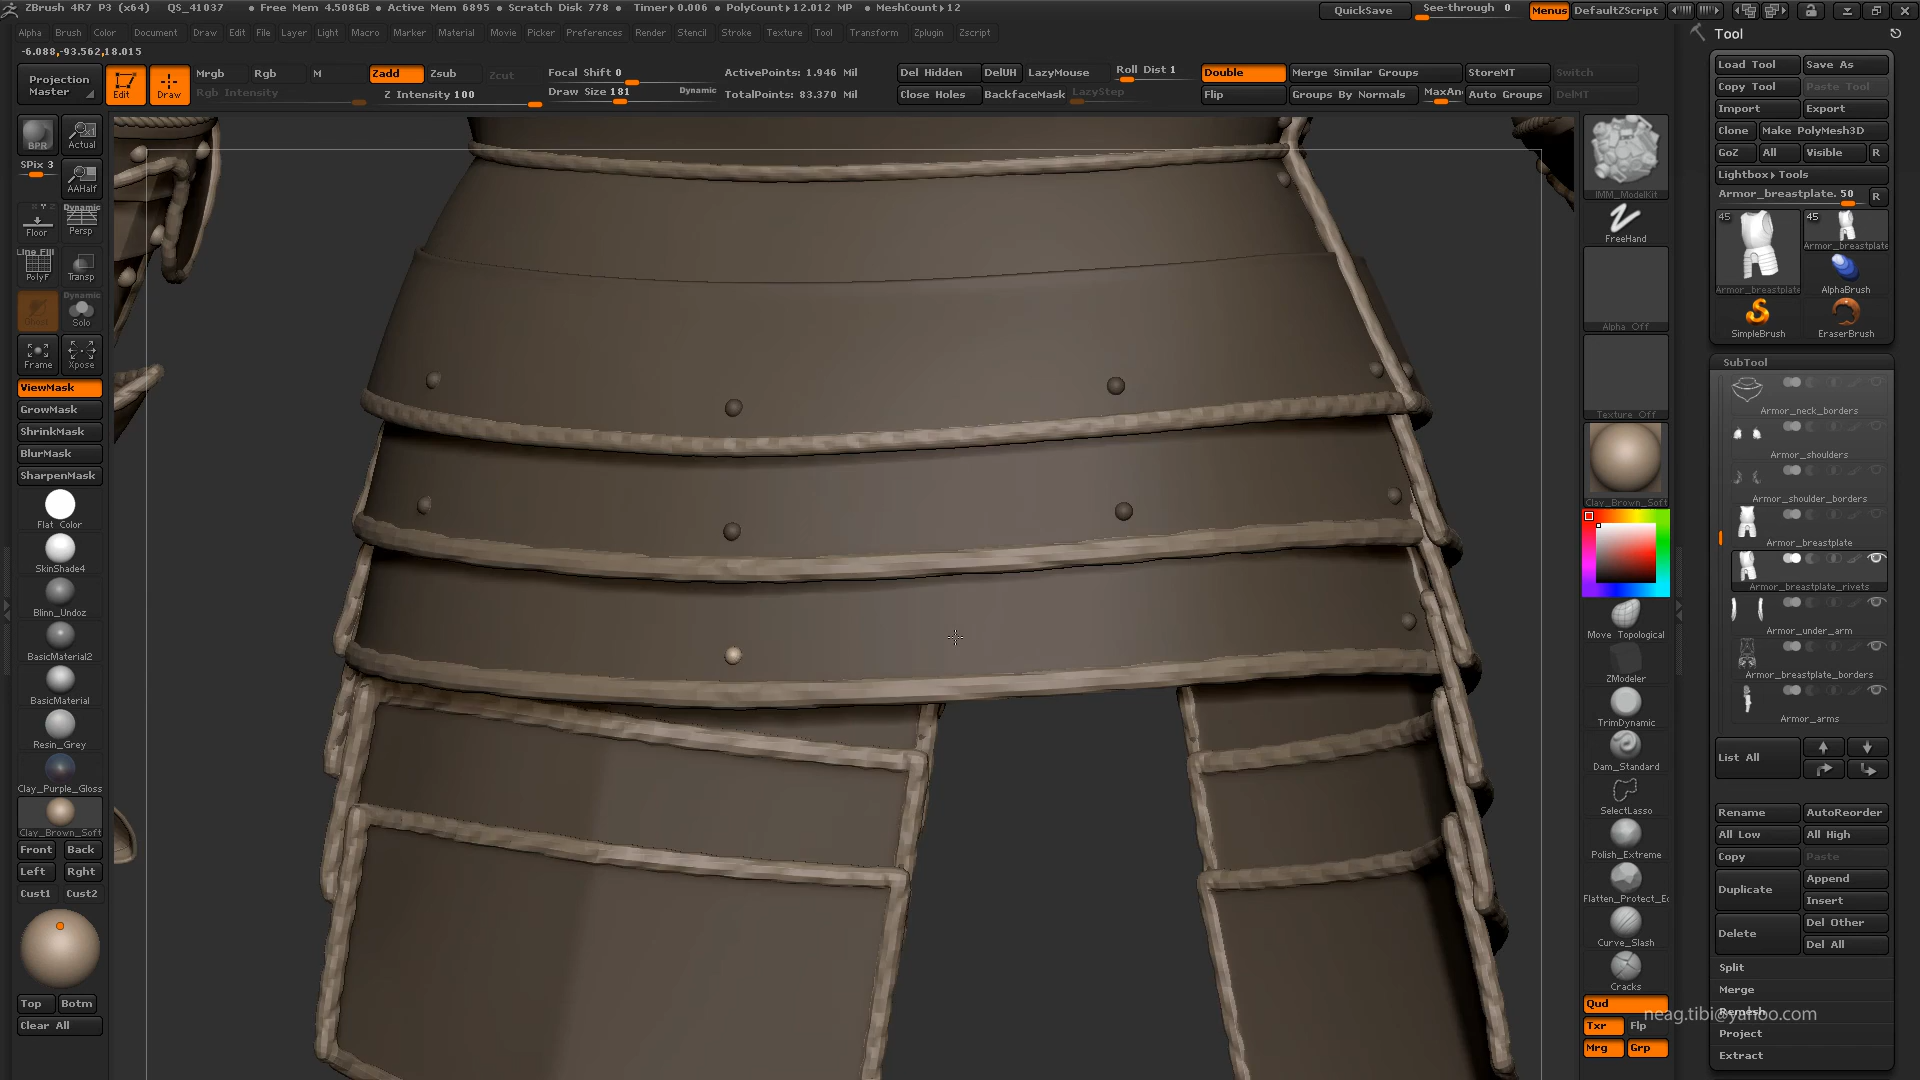 ZBrush 4R7 P3 (x64) QS_41037 • Free Mem 4.508GB • Active Mem 6895 • Scratch Disk 778 • Timer▸0.006 • PolyCount▸12.012 MP • MeshCount▸12
QuickSave See-through 0 Menus DefaultZScript
Alpha Brush Color Document Draw Edit File Layer Light Macro Marker Material Movie Picker Preferences Render Stencil Stroke Texture Tool Transform Zplugin Zscript
-6.088,-93.562,18.015
Projection Master
Edit
Draw
Mrgb Rgb M
Rgb Intensity
Zadd Zsub Zcut
Z Intensity 100
Focal Shift 0
Draw Size 181 Dynamic
ActivePoints: 1.946 Mil
TotalPoints: 83.370 Mil
Del Hidden DelUH LazyMouse Roll Dist 1
Close Holes BackfaceMask LazyStep
Double Merge Similar Groups StoreMT Switch
Flip Groups By Normals Auto Groups DelMT
BPR
Actual
SPix 3
AAHalf
Dynamic
Floor
Persp
Line Fill
PolyF
Transp
Dynamic
Solo
Frame
Xpose
ViewMask
GrowMask
ShrinkMask
BlurMask
SharpenMask
Flat Color
SkinShade4
Blinn_Undoz
BasicMaterial2
BasicMaterial
Resin_Grey
Clay_Purple_Gloss
Clay_Brown_Soft
Front Back
Left Rght
Cust1 Cust2
Top Botm
Clear All
IMM_ModelKit
FreeHand
Alpha Off
Texture Off
Clay_Brown_Soft
Move Topological
ZModeler
TrimDynamic
Dam_Standard
SelectLasso
Polish_Extreme
Curve_Slash
Cracks
Qud
Txr Flp
Mrg Grp
Tool
Load Tool Save As
Copy Tool Paste Tool
Import Export
Clone Make PolyMesh3D
GoZ All Visible R
Lightbox▸Tools
Armor_breastplate. 50 R
45
45
Armor_breastplate
Armor_breastplate
AlphaBrush
SimpleBrush
EraserBrush
SubTool
Armor_neck_borders
Armor_shoulders
Armor_shoulder_borders
Armor_breastplate
Armor_breastplate_rivets
Armor_under_arm
Armor_breastplate_borders
Armor_arms
List All
Rename AutoReorder
All Low All High
Copy Paste
Duplicate Append
Insert
Delete Del Other
Del All
Split
Merge
Remesh
neag.tibi@yahoo.com
Project
Extract